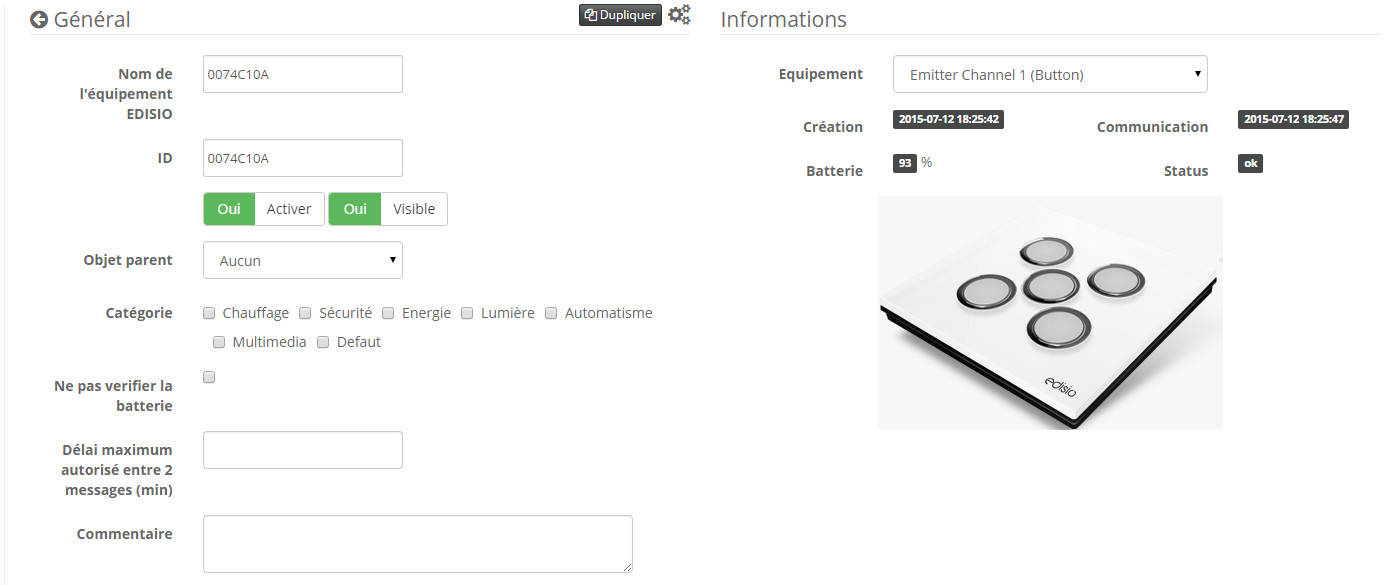 Général
Dupliquer
Nom de
l'équipement
EDISIO
0074C10A
ID
0074C10A
Oui Activer Oui Visible
Objet parent
Aucun
Catégorie
Chauffage Sécurité Energie Lumière Automatisme
Multimedia Defaut
Ne pas verifier la
batterie
Délai maximum
autorisé entre 2
messages (min)
Commentaire
Informations
Equipement
Emitter Channel 1 (Button)
Création 2015-07-12 18:25:42 Communication 2015-07-12 18:25:47
Batterie 93 % Status ok
edisio